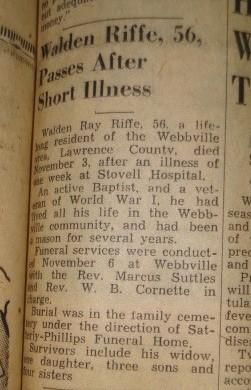 but adequate
money."
Walden Riffe, 56,
Passes After
Short Illness
Walden Ray Riffe, 56, a life-
long resident of the Webbville
area, Lawrence County, died
November 3, after an illness of
one week at Stovell Hospital.
An active Baptist, and a vet-
eran of World War I, he had
lived all his life in the Webb-
ville community, and had been
a mason for several years.
Funeral services were conduct-
ed November 6 at Webbville
with the Rev. Marcus Suttles
and Rev. W. B. Cornette in
charge.
Burial was in the family ceme-
tery under the direction of Sat-
terly-Phillips Funeral Home.
Survivors include his widow,
one daughter, three sons and
four sisters